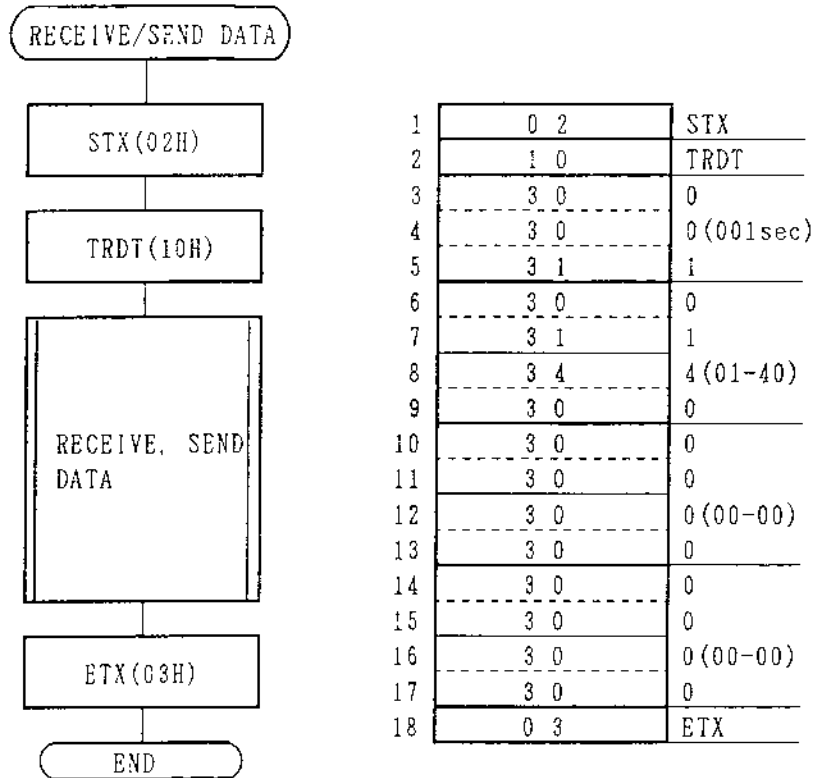 RECEIVE/SEND DATA
STX(02H)
TRDT(10H)
RECEIVE, SEND
DATA
ETX(03H)
END
1 0 2 STX
2 1 0 TRDT
3 3 0 0
4 3 0 0(001sec)
5 3 1 1
6 3 0 0
7 3 1 1
8 3 4 4(01-40)
9 3 0 0
10 3 0 0
11 3 0 0
12 3 0 0(00-00)
13 3 0 0
14 3 0 0
15 3 0 0
16 3 0 0(00-00)
17 3 0 0
18 0 3 ETX